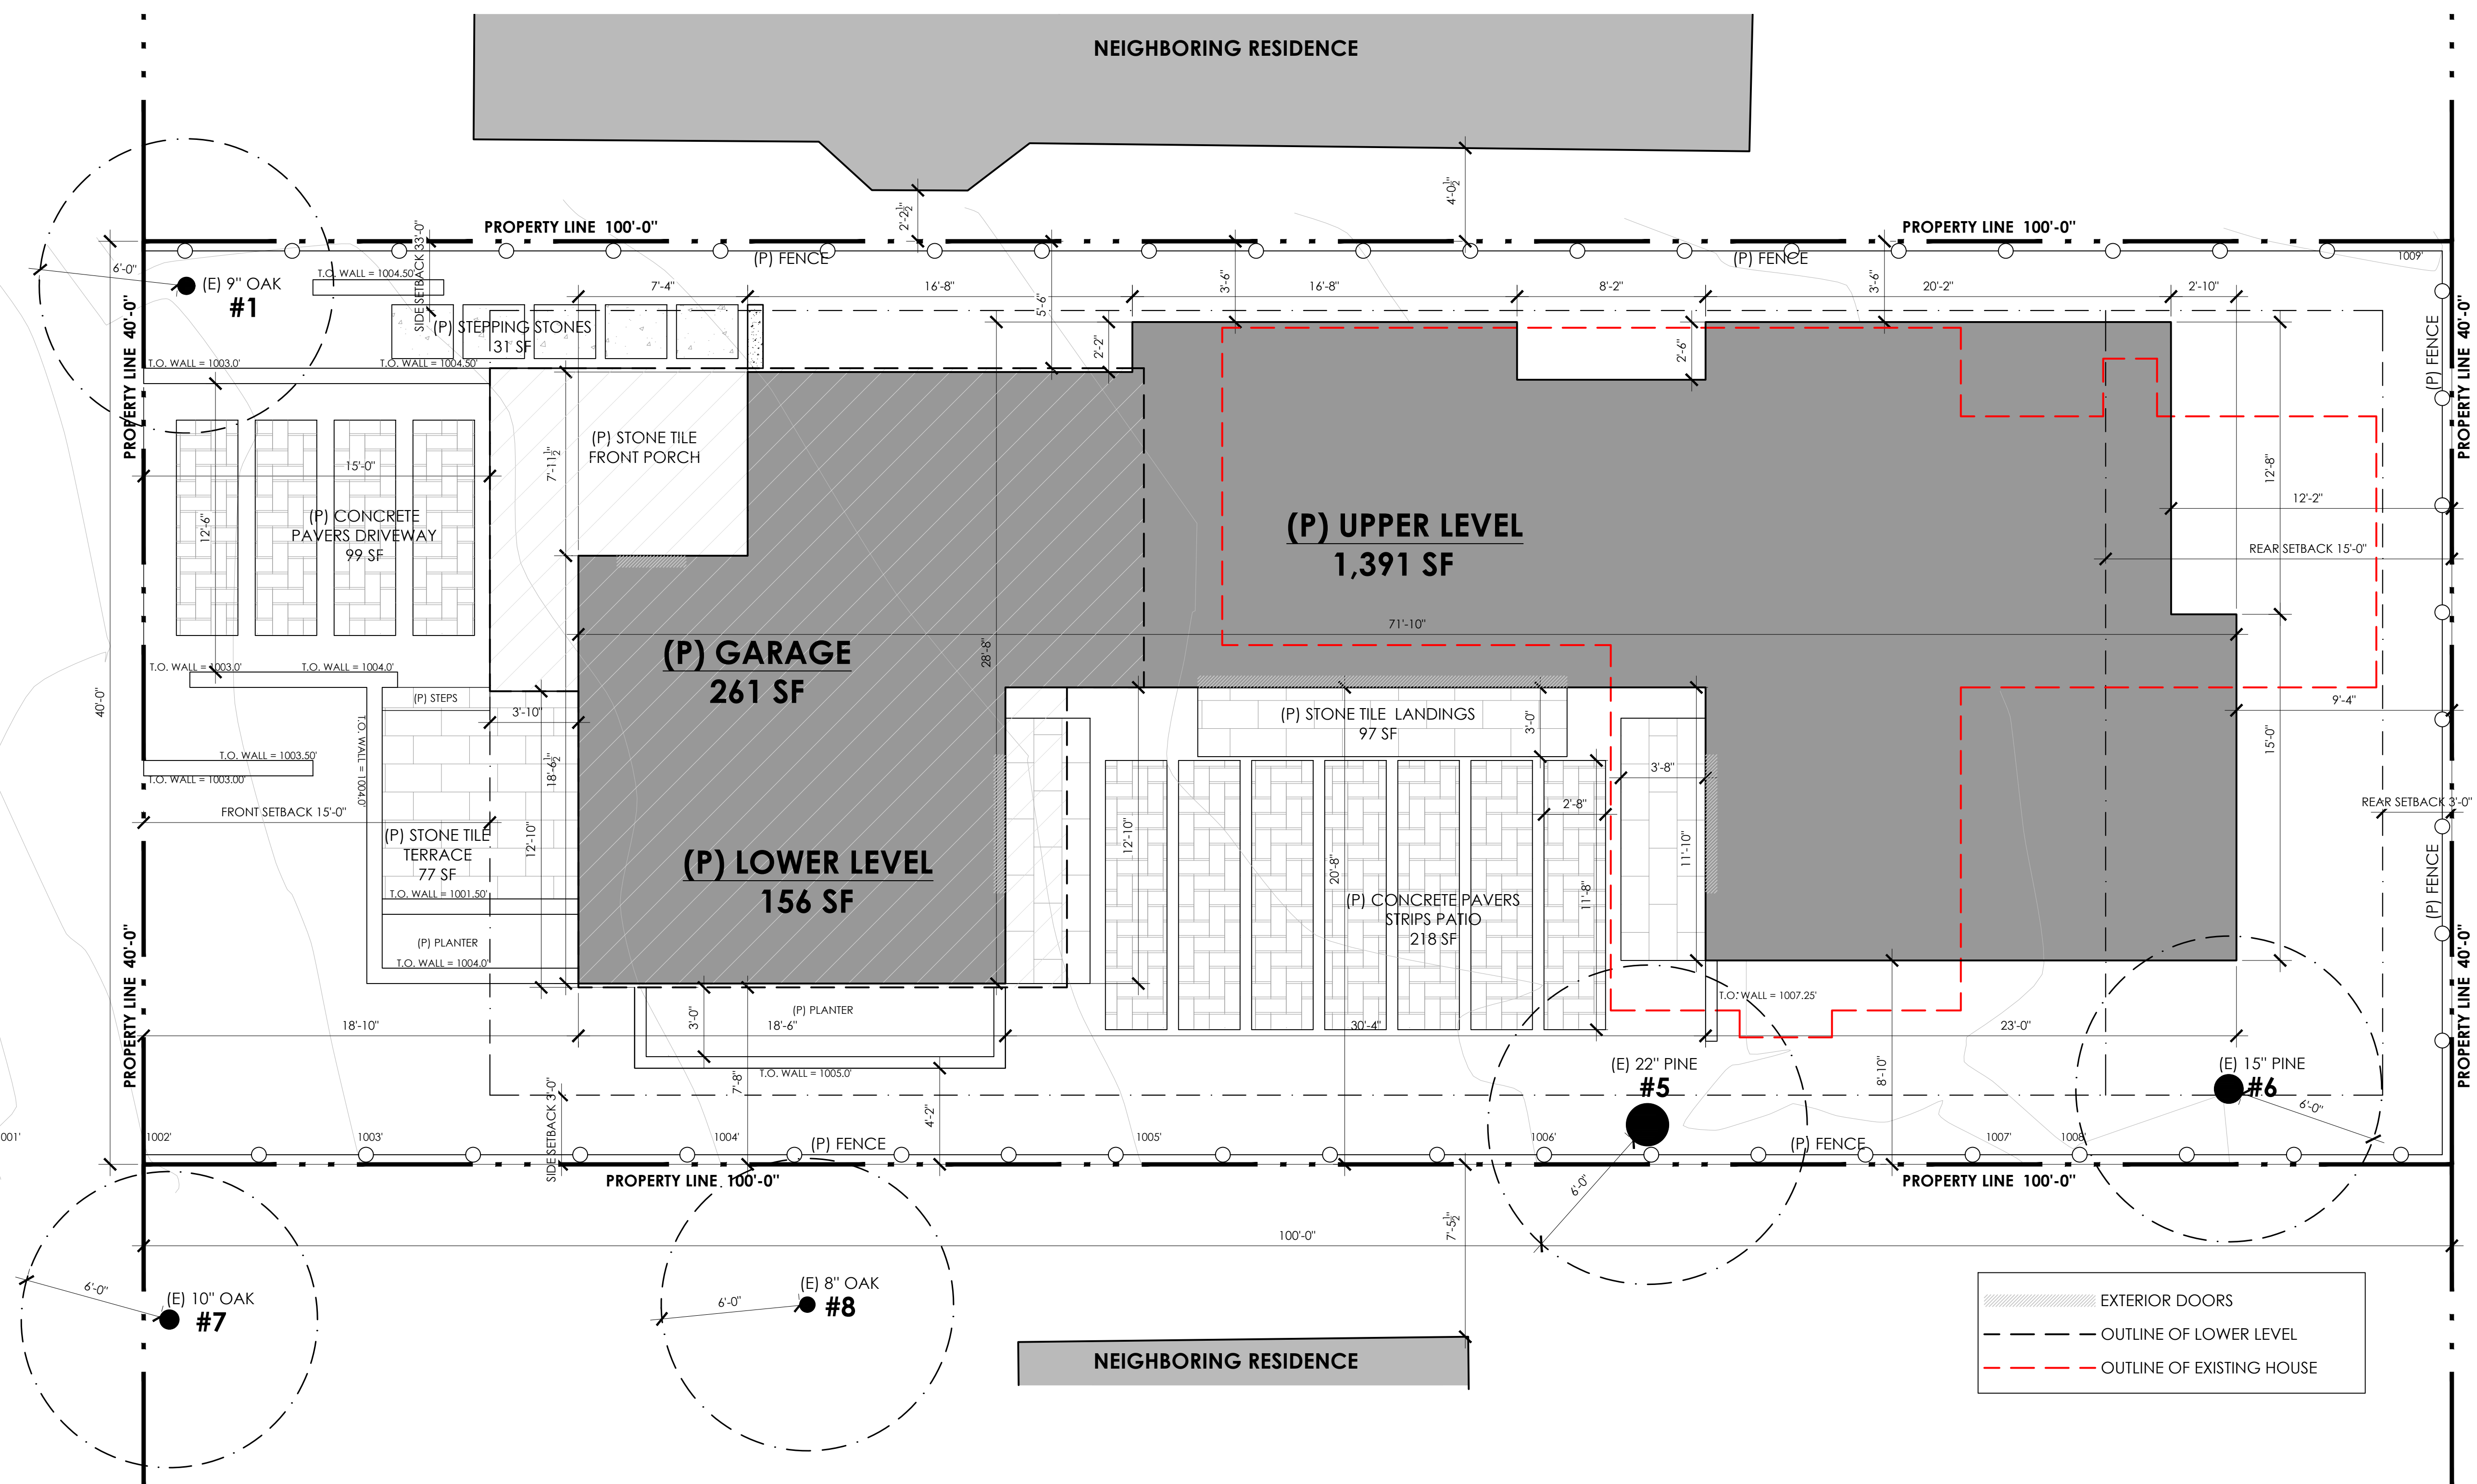 NEIGHBORING RESIDENCE
4'-0½"
2'-2½"
PROPERTY LINE  100'-0"
PROPERTY LINE  100'-0"
SIDE SETBACK 33'-0"
(P) FENCE
(P) FENCE
1009'
6'-0"
(E) 9" OAK
#1
T.O. WALL = 1004.50'
7'-4"
16'-8"
5'-6"
3'-6"
16'-8"
8'-2"
3'-6"
20'-2"
2'-10"
(P) STEPPING STONES
31 SF
2'-2"
2'-6"
PROPERTY LINE  40'-0"
T.O. WALL = 1003.0'
T.O. WALL = 1004.50'
(P) FENCE
PROPERTY LINE  40'-0"
(P) STONE TILE
FRONT PORCH
7'-11½"
15'-0"
12'-8"
12'-2"
12'-6"
(P) CONCRETE
PAVERS DRIVEWAY
99 SF
(P) UPPER LEVEL
1,391 SF
REAR SETBACK 15'-0"
71'-10"
28'-8"
(P) GARAGE
261 SF
T.O. WALL = 1003.0'
T.O. WALL = 1004.0'
40'-0"
(P) STEPS
3'-10"
9'-4"
(P) STONE TILE  LANDINGS
97 SF
3'-0"
15'-0"
T.O. WALL = 1004.0'
T.O. WALL = 1003.50'
T.O. WALL = 1003.00'
18'-6½"
3'-8"
2'-8"
REAR SETBACK 3'-0"
FRONT SETBACK 15'-0"
(P) STONE TILE
TERRACE
77 SF
12'-10"
12'-10"
20'-8"
11'-10"
11'-8"
(P) LOWER LEVEL
156 SF
T.O. WALL = 1001.50'
(P) CONCRETE PAVERS
STRIPS PATIO
218 SF
(P) FENCE
(P) PLANTER
T.O. WALL = 1004.0'
PROPERTY LINE  40'-0"
PROPERTY LINE  40'-0"
T.O. WALL = 1007.25'
(P) PLANTER
3'-0"
18'-10"
18'-6"
30'-4"
23'-0"
T.O. WALL = 1005.0'
7'-8"
4'-2"
8'-10"
(E) 22" PINE
#5
(E) 15" PINE
#6
6'-0"
SIDE SETBACK 3'-0"
001'
1002'
1003'
1004'
1005'
1006'
1007'
1008'
(P) FENCE
(P) FENCE
PROPERTY LINE  100'-0"
PROPERTY LINE  100'-0"
6'-0"
7'-5½"
100'-0"
6'-0"
(E) 10" OAK
#7
6'-0"
(E) 8" OAK
#8
NEIGHBORING RESIDENCE
EXTERIOR DOORS
OUTLINE OF LOWER LEVEL
OUTLINE OF EXISTING HOUSE